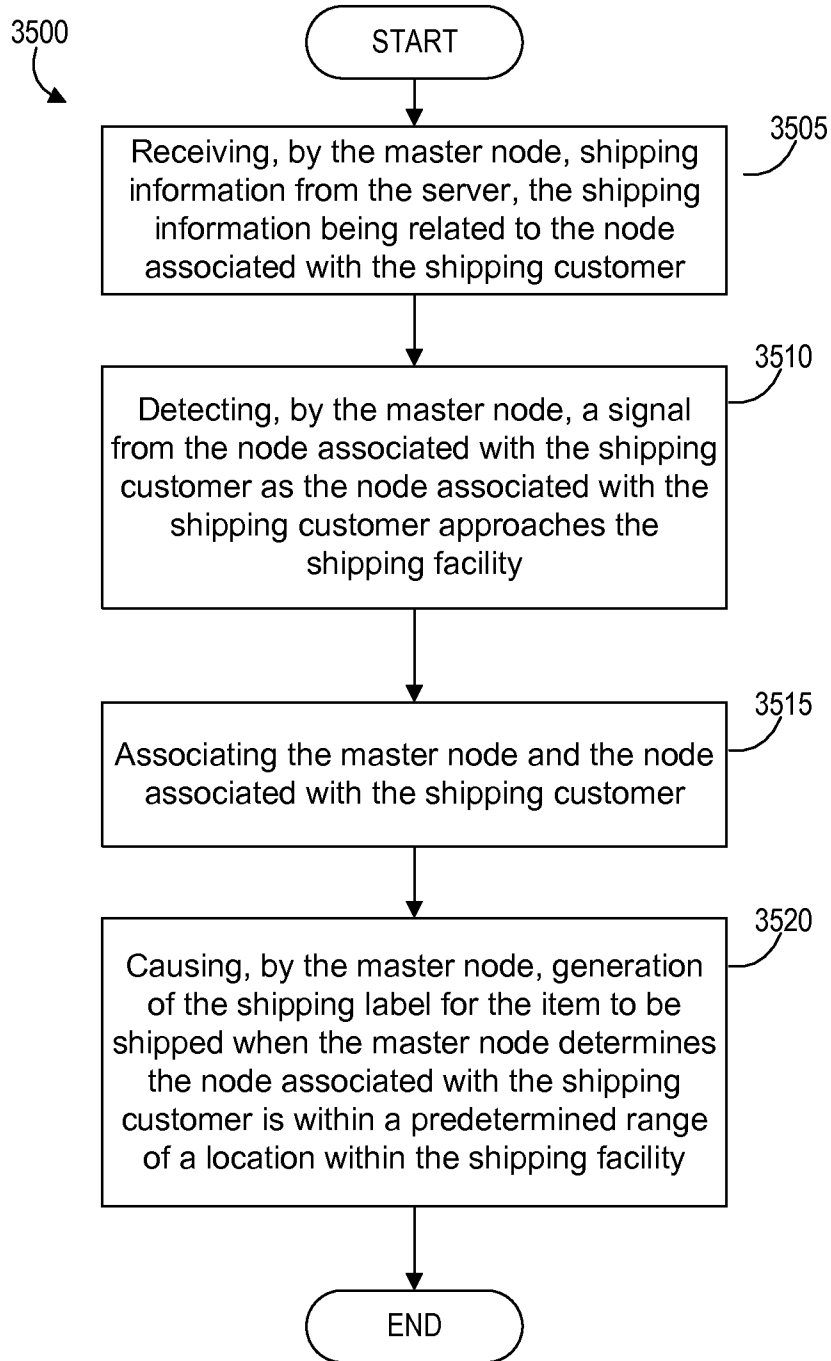 3500
START
3505
Receiving, by the master node, shipping
information from the server, the shipping
information being related to the node
associated with the shipping customer
3510
Detecting, by the master node, a signal
from the node associated with the shipping
customer as the node associated with the
shipping customer approaches the
shipping facility
3515
Associating the master node and the node
associated with the shipping customer
3520
Causing, by the master node, generation
of the shipping label for the item to be
shipped when the master node determines
the node associated with the shipping
customer is within a predetermined range
of a location within the shipping facility
END